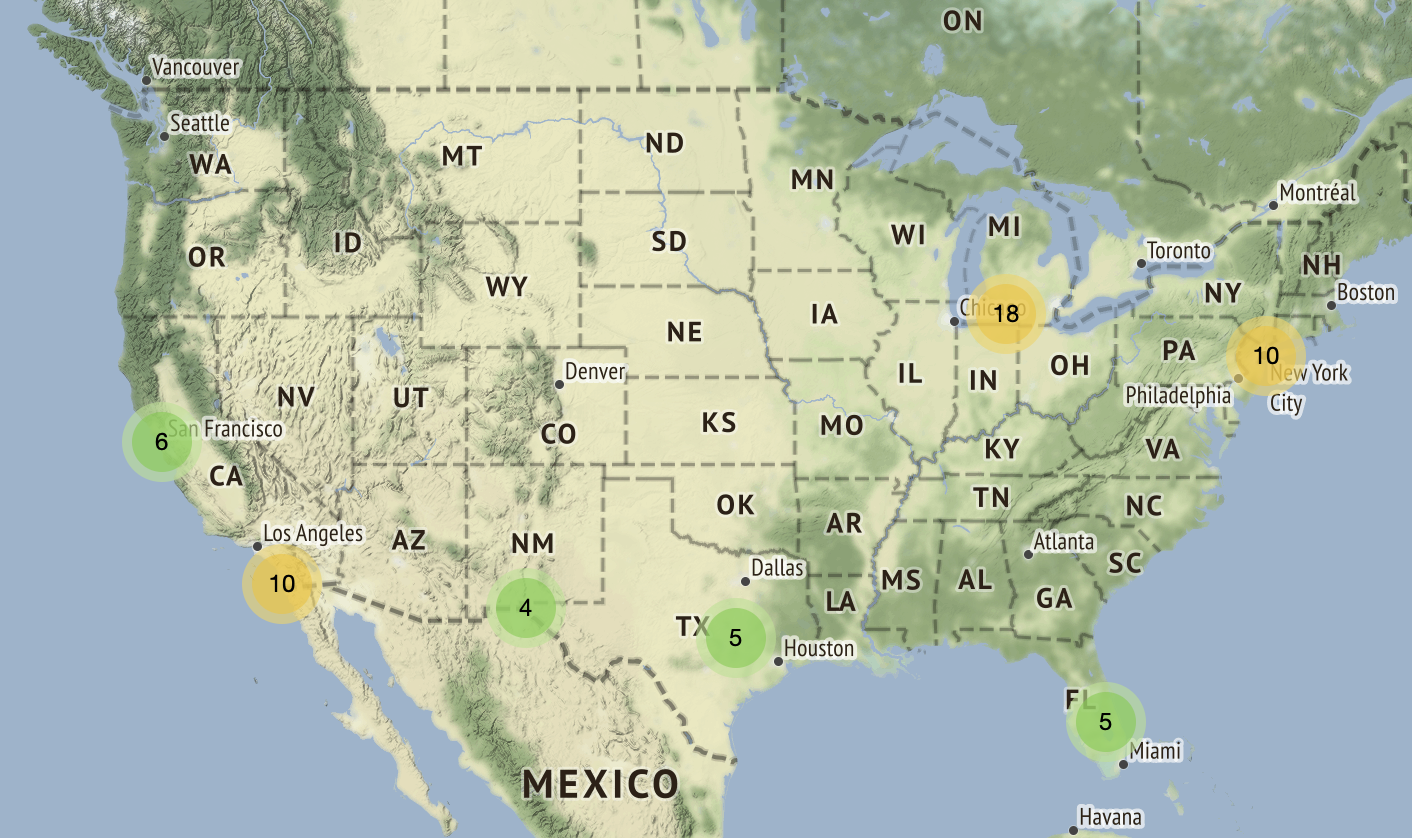 ON
Vancouver
Seattle
WA
MT
ND
MN
Montréal
OR
ID
SD
WI
MI
Toronto
NH
WY
NY
Boston
Chicago
18
IA
NE
PA
10
Denver
IL
IN
OH
New York
City
Philadelphia
NV
UT
CO
KS
MO
KY
VA
6
San Francisco
CA
OK
TN
NC
AR
Los Angeles
AZ
NM
Atlanta
SC
10
Dallas
MS
AL
GA
4
LA
TX
5
Houston
FL
5
Miami
MEXICO
Havana